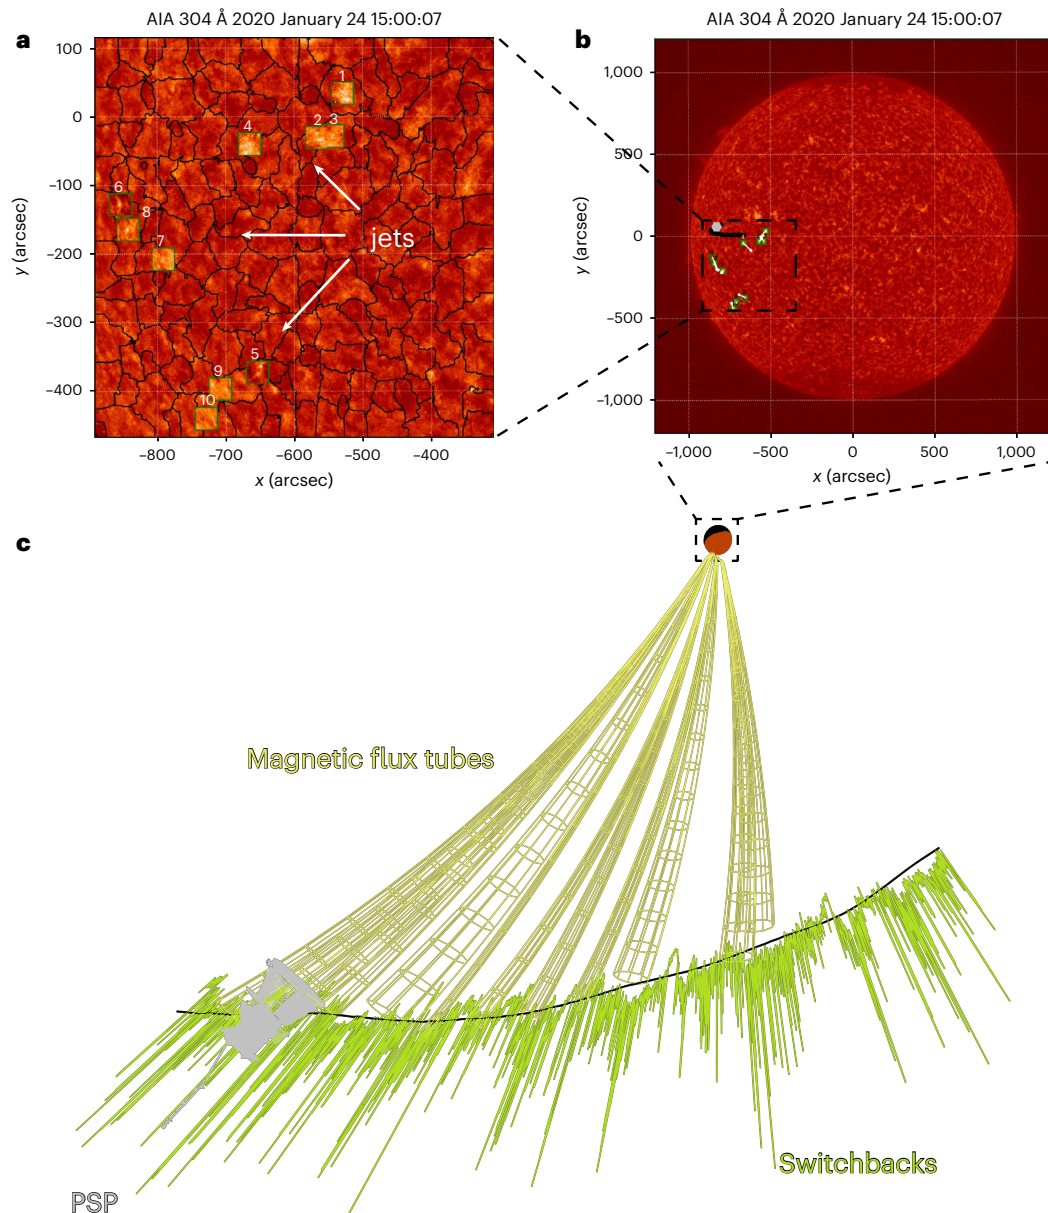 AIA 304 Å 2020 January 24 15:00:07
a
100
0
−100
−200
−300
−400
y (arcsec)
1
2 3
4
6
8
7
jets
5
9
10
−800 −700 −600 −500 −400
x (arcsec)
AIA 304 Å 2020 January 24 15:00:07
b
1,000
500
0
−500
−1,000
y (arcsec)
−1,000 −500 0 500 1,000
x (arcsec)
c
Magnetic flux tubes
Switchbacks
PSP